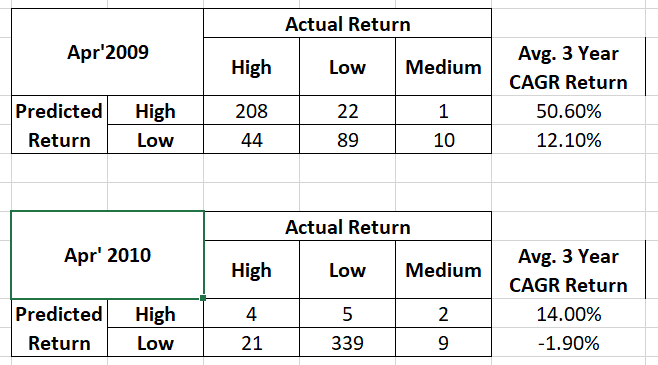 Apr'2009 Actual Return
High Low Medium Avg. 3 Year
CAGR Return
Predicted High 208 22 1 50.60%
Return Low 44 89 10 12.10%
Apr' 2010 Actual Return
High Low Medium Avg. 3 Year
CAGR Return
Predicted High 4 5 2 14.00%
Return Low 21 339 9 -1.90%